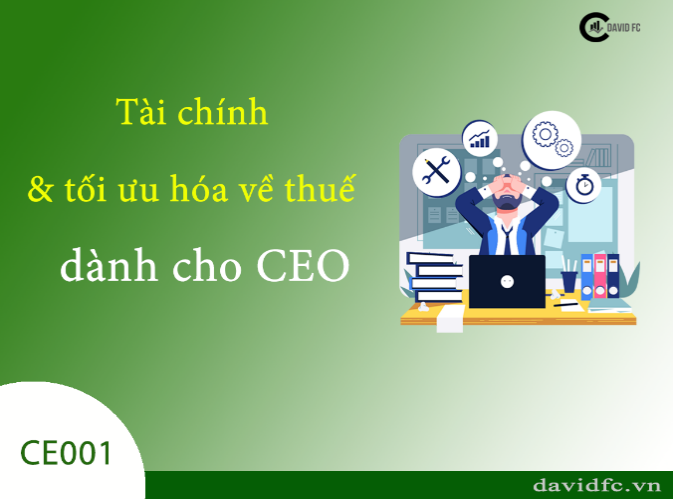 DAVID FC
Tài chính
& tối ưu hóa về thuế
dành cho CEO
CE001
davidfc.vn